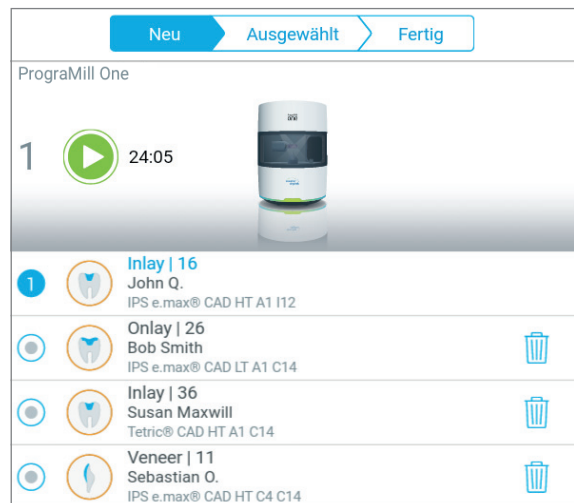 Neu Ausgewählt Fertig
PrograMill One
1 24:05
1 Inlay | 16
John Q.
IPS e.max® CAD HT A1 I12
Onlay | 26
Bob Smith
IPS e.max® CAD LT A1 C14
Inlay | 36
Susan Maxwill
Tetric® CAD HT A1 C14
Veneer | 11
Sebastian O.
IPS e.max® CAD HT C4 C14